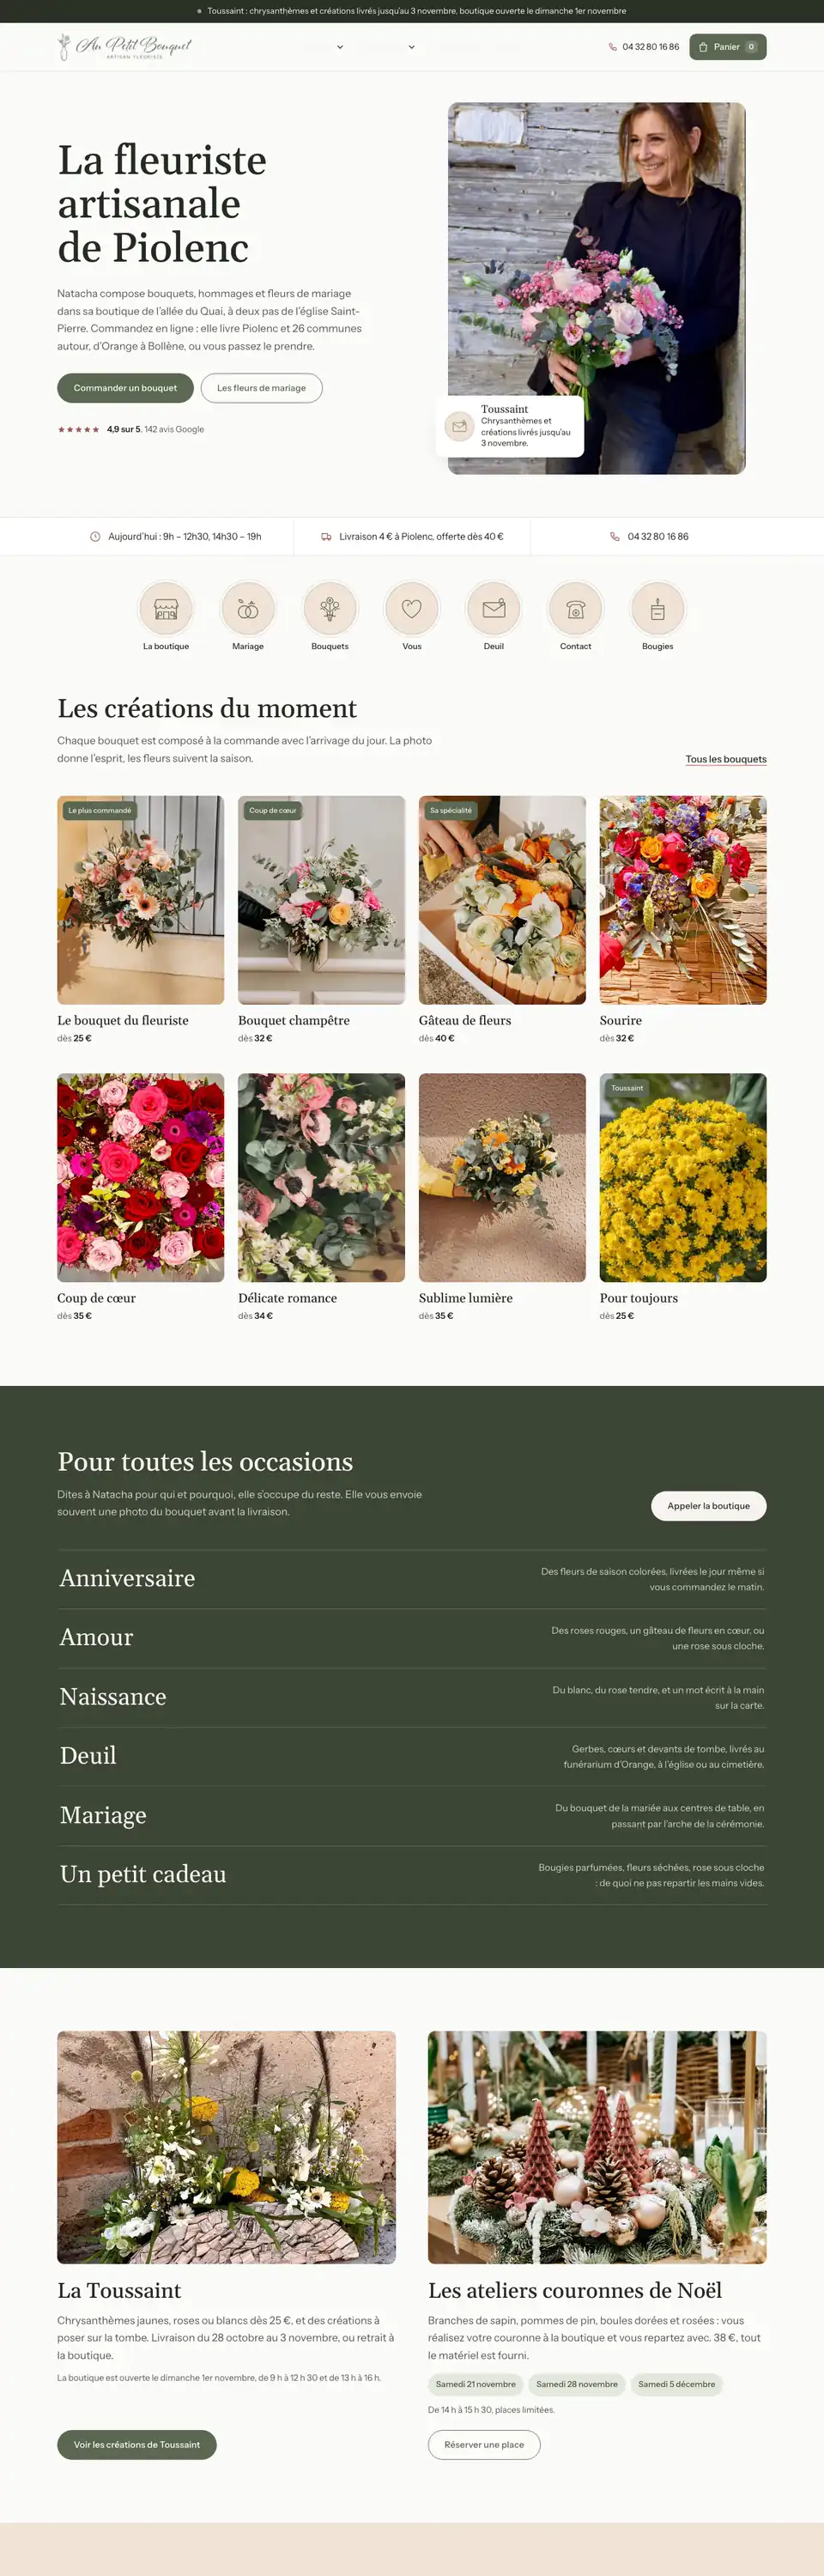 Toussaint : chrysanthèmes et créations livrés jusqu'au 3 novembre, boutique ouverte le dimanche 1er novembre
Au Petit Bouquet
ARTISAN FLEURISTE
04 32 80 16 86
Panier 0
La fleuriste
artisanale
de Piolenc
Natacha compose bouquets, hommages et fleurs de mariage
dans sa boutique de l'allée du Quai, à deux pas de l'église Saint-
Pierre. Commandez en ligne : elle livre Piolenc et 26 communes
autour, d'Orange à Bollène, ou vous passez le prendre.
Commander un bouquet
Les fleurs de mariage
4,9 sur 5, 142 avis Google
Toussaint
Chrysanthèmes et
créations livrés jusqu'au
3 novembre.
Aujourd'hui : 9h – 12h30, 14h30 – 19h
Livraison 4 € à Piolenc, offerte dès 40 €
04 32 80 16 86
La boutique
Mariage
Bouquets
Vous
Deuil
Contact
Bougies
Les créations du moment
Chaque bouquet est composé à la commande avec l'arrivage du jour. La photo
donne l'esprit, les fleurs suivent la saison.
Tous les bouquets
Le plus commandé
Coup de cœur
Sa spécialité
Le bouquet du fleuriste
dès 25 €
Bouquet champêtre
dès 32 €
Gâteau de fleurs
dès 40 €
Sourire
dès 32 €
Toussaint
Coup de cœur
dès 35 €
Délicate romance
dès 34 €
Sublime lumière
dès 35 €
Pour toujours
dès 25 €
Pour toutes les occasions
Dites à Natacha pour qui et pourquoi, elle s'occupe du reste. Elle vous envoie
souvent une photo du bouquet avant la livraison.
Appeler la boutique
Anniversaire
Des fleurs de saison colorées, livrées le jour même si
vous commandez le matin.
Amour
Des roses rouges, un gâteau de fleurs en cœur, ou
une rose sous cloche.
Naissance
Du blanc, du rose tendre, et un mot écrit à la main
sur la carte.
Deuil
Gerbes, cœurs et devants de tombe, livrés au
funérarium d'Orange, à l'église ou au cimetière.
Mariage
Du bouquet de la mariée aux centres de table, en
passant par l'arche de la cérémonie.
Un petit cadeau
Bougies parfumées, fleurs séchées, rose sous cloche
: de quoi ne pas repartir les mains vides.
La Toussaint
Chrysanthèmes jaunes, roses ou blancs dès 25 €, et des créations à
poser sur la tombe. Livraison du 28 octobre au 3 novembre, ou retrait à
la boutique.
La boutique est ouverte le dimanche 1er novembre, de 9 h à 12 h 30 et de 13 h à 16 h.
Voir les créations de Toussaint
Les ateliers couronnes de Noël
Branches de sapin, pommes de pin, boules dorées et rosées : vous
réalisez votre couronne à la boutique et vous repartez avec. 38 €, tout
le matériel est fourni.
Samedi 21 novembre
Samedi 28 novembre
Samedi 5 décembre
De 14 h à 15 h 30, places limitées.
Réserver une place